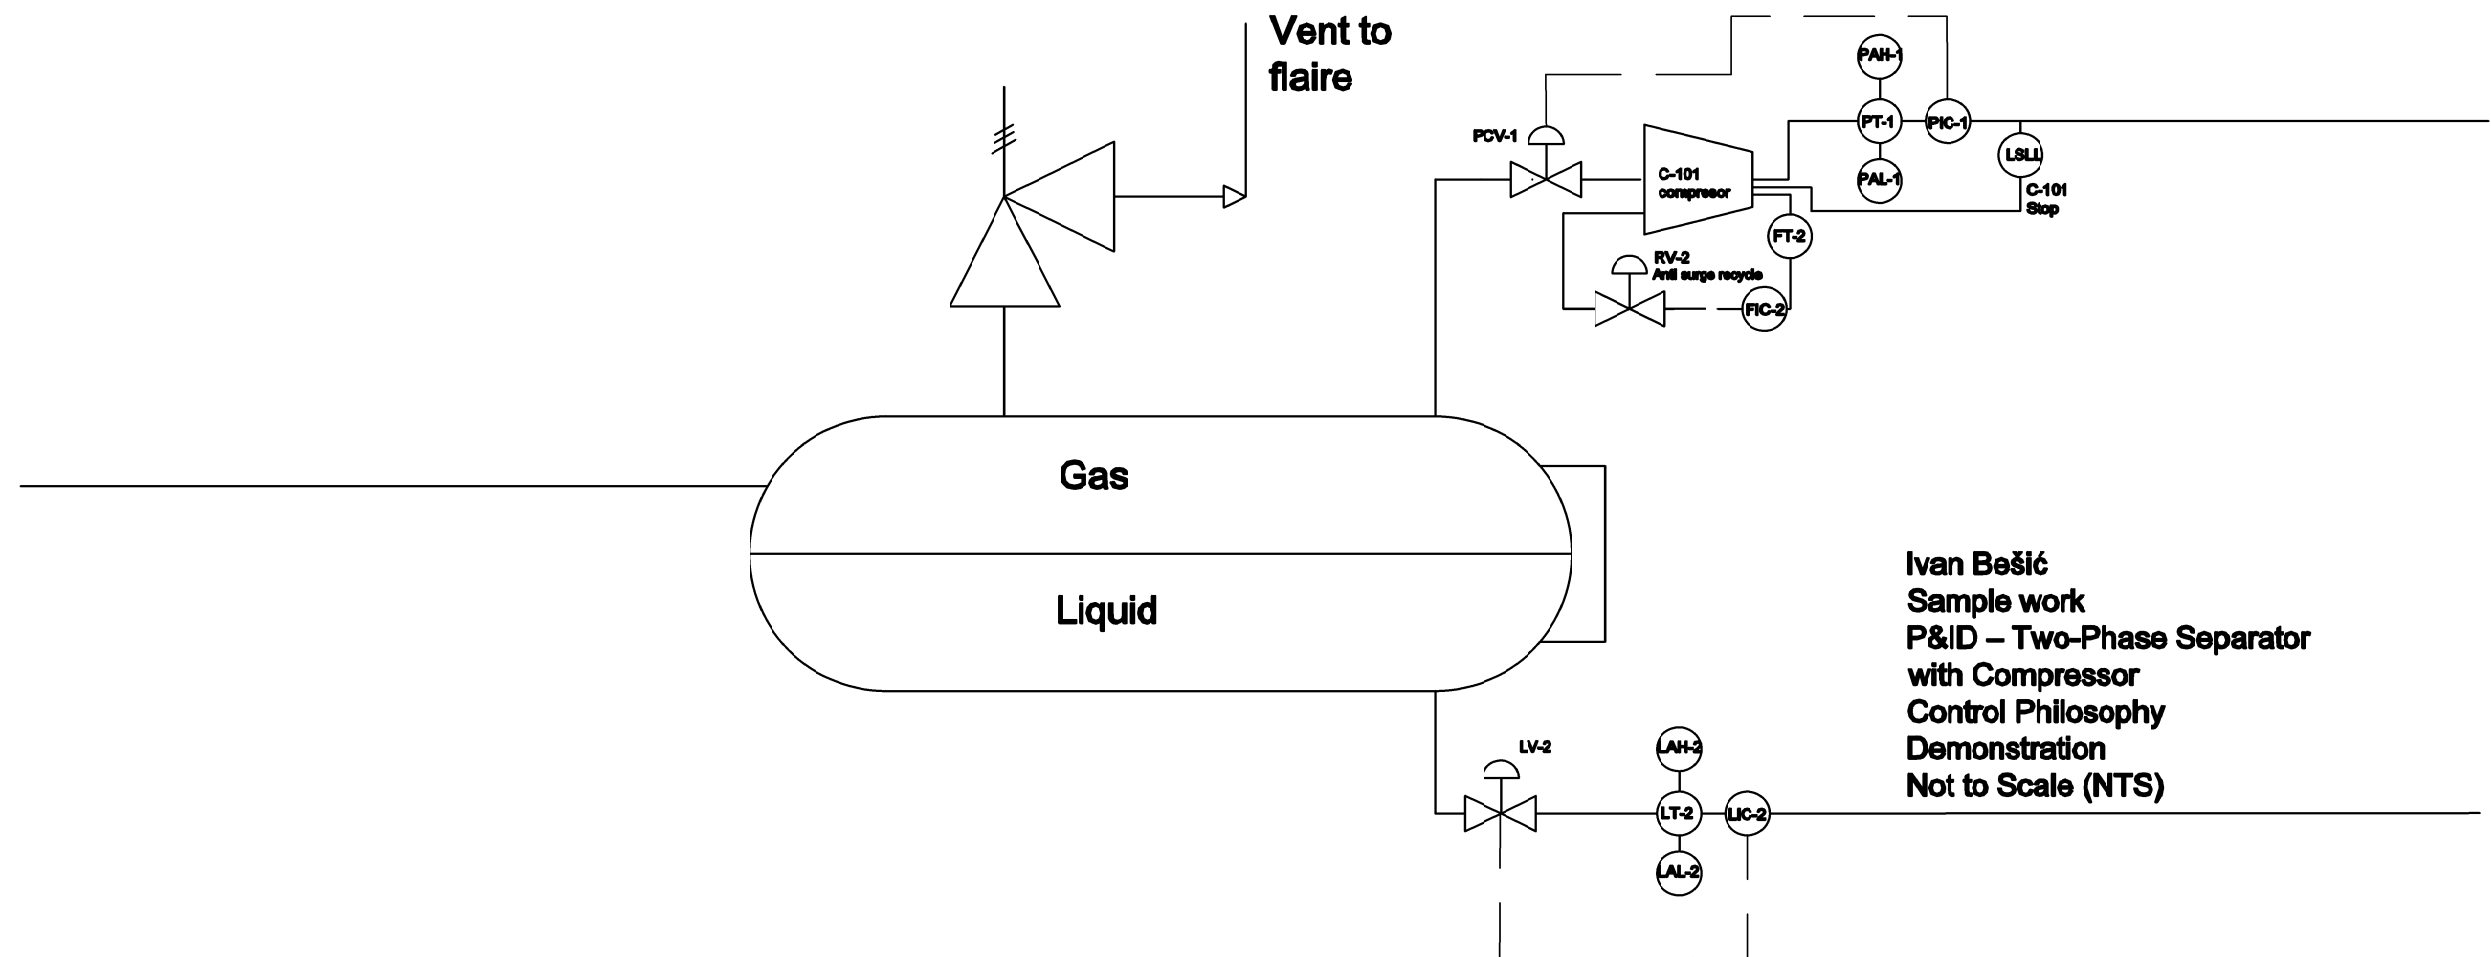 Vent to
flaire
PAH-1
PCV-1
PT-1
PIC-1
LSLL
C-101
compresor
PAL-1
C-101
Stop
FT-2
RV-2
Anti surge recycle
FIC-2
Gas
Liquid
Ivan Bešić
Sample work
P&ID – Two-Phase Separator
with Compressor
Control Philosophy
Demonstration
Not to Scale (NTS)
LV-2
LAH-2
LT-2
LIC-2
LAL-2